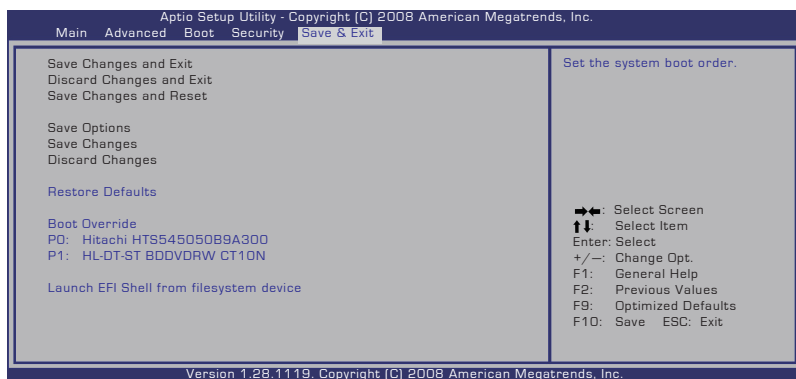 Aptio Setup Utility - Copyright (C) 2008 American Megatrends, Inc.
Main Advanced Boot Security Save & Exit
Save Changes and Exit
Discard Changes and Exit
Save Changes and Reset
Save Options
Save Changes
Discard Changes
Restore Defaults
Boot Override
P0: Hitachi HTS545050B9A300
P1: HL-DT-ST BDDVDRW CT10N
Launch EFI Shell from filesystem device
Set the system boot order.
→←: Select Screen
↑↓: Select Item
Enter: Select
+/—: Change Opt.
F1: General Help
F2: Previous Values
F9: Optimized Defaults
F10: Save ESC: Exit
Version 1.28.1119. Copyright (C) 2008 American Megatrends, Inc.